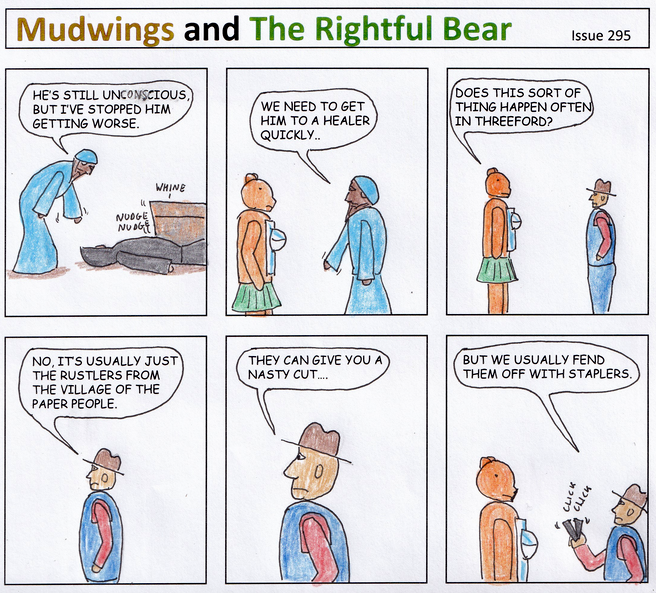 Mudwings and The Rightful Bear
Issue 295
HE'S STILL UNCONSCIOUS,
BUT I'VE STOPPED HIM
GETTING WORSE.
WHINE
NUDGE
NUDGE
WE NEED TO GET
HIM TO A HEALER
QUICKLY..
DOES THIS SORT OF
THING HAPPEN OFTEN
IN THREEFORD?
NO, IT'S USUALLY JUST
THE RUSTLERS FROM
THE VILLAGE OF THE
PAPER PEOPLE.
THEY CAN GIVE YOU A
NASTY CUT....
BUT WE USUALLY FEND
THEM OFF WITH STAPLERS.
CLICK
CLICK